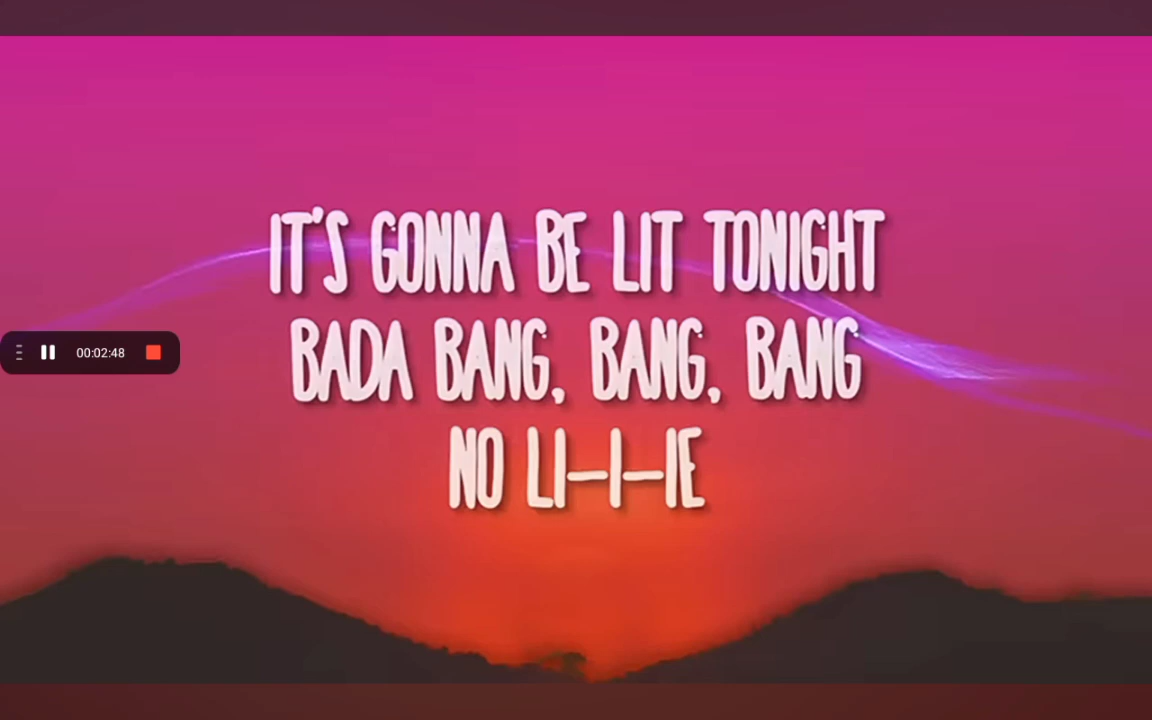 IT'S GONNA BE LIT TONIGHT
BADA BANG, BANG, BANG
00:02:48
NO LI-I-IE